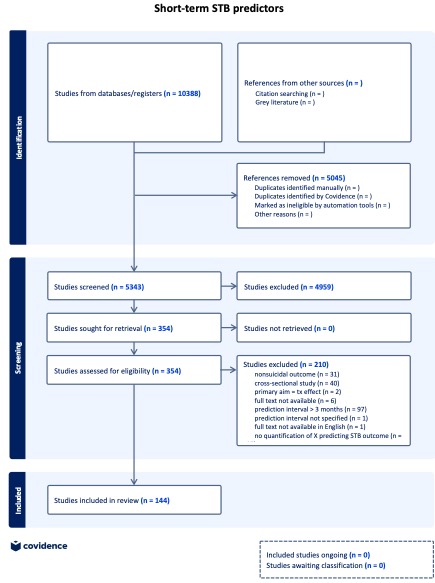 Short-term STB predictors
Identification
Studies from databases/registers (n = 10388)
References from other sources (n = )
Citation searching (n = )
Grey literature (n = )
References removed (n = 5045)
Duplicates identified manually (n = )
Duplicates identified by Covidence (n = )
Marked as ineligible by automation tools (n = )
Other reasons (n = )
Screening
Studies screened (n = 5343)
Studies excluded (n = 4959)
Studies sought for retrieval (n = 354)
Studies not retrieved (n = 0)
Studies assessed for eligibility (n = 354)
Studies excluded (n = 210)
nonsuicidal outcome (n = 31)
cross-sectional study (n = 40)
primary aim = tx effect (n = 2)
full text not available (n = 6)
prediction interval > 3 months (n = 97)
prediction interval not specified (n = 1)
full text not available in English (n = 1)
no quantification of X predicting STB outcome (n =
Included
Studies included in review (n = 144)
covidence
Included studies ongoing (n = 0)
Studies awaiting classification (n = 0)